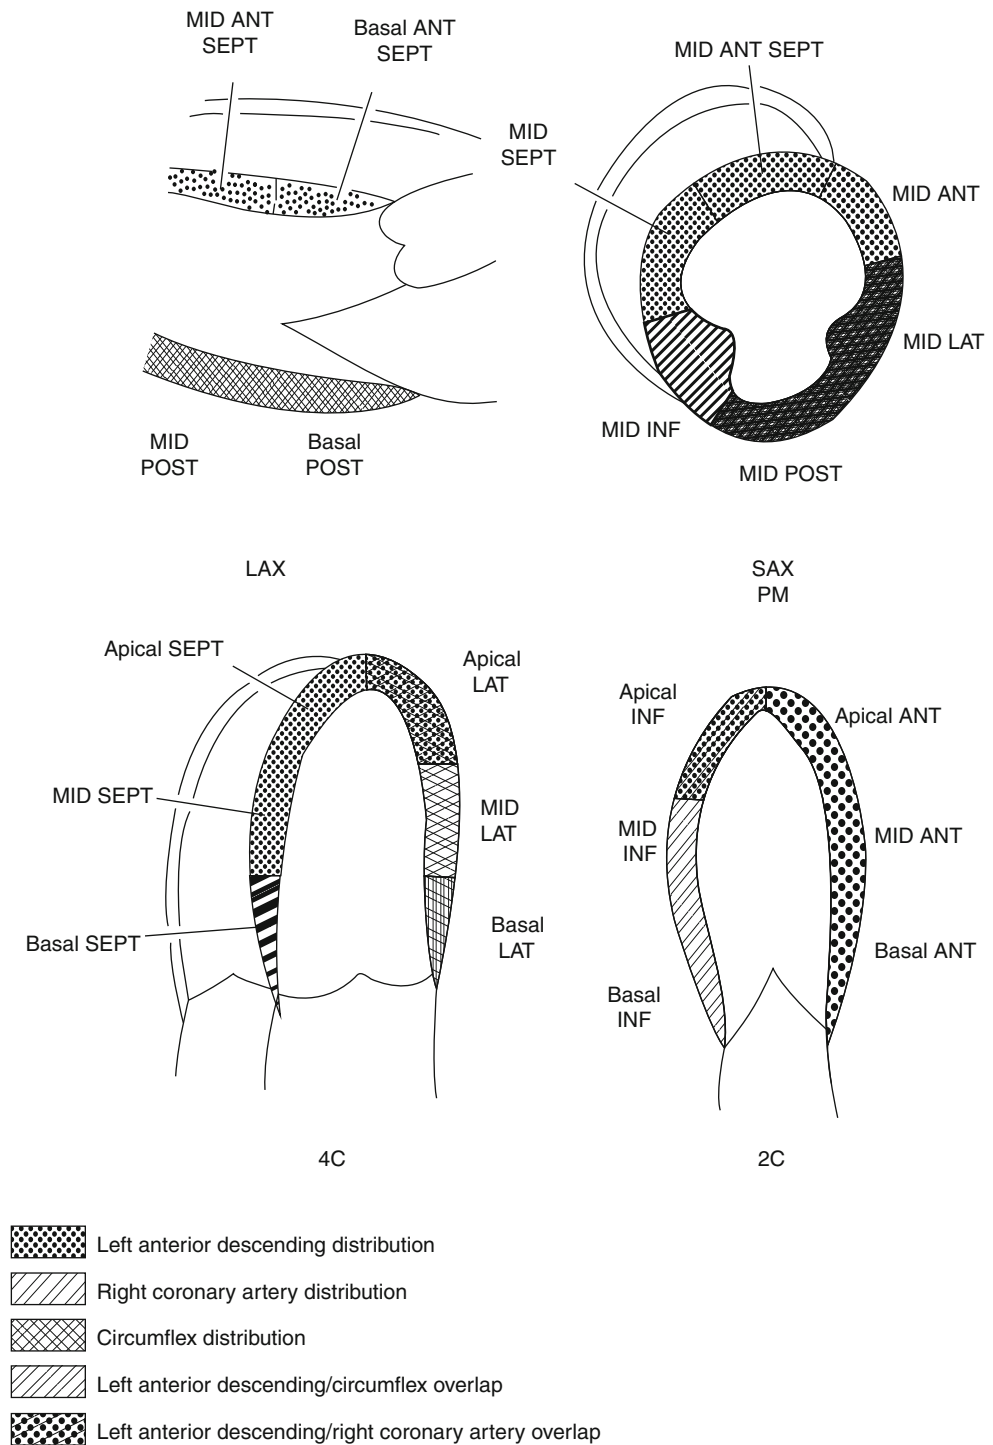 MID ANT
SEPT
Basal ANT
SEPT
MID
POST
Basal
POST
LAX
MID ANT SEPT
MID
SEPT
MID ANT
MID LAT
MID INF
MID POST
SAX
PM
Apical SEPT
Apical
LAT
MID SEPT
MID
LAT
Basal SEPT
Basal
LAT
4C
Apical
INF
Apical ANT
MID
INF
MID ANT
Basal ANT
Basal
INF
2C
Left anterior descending distribution
Right coronary artery distribution
Circumflex distribution
Left anterior descending/circumflex overlap
Left anterior descending/right coronary artery overlap